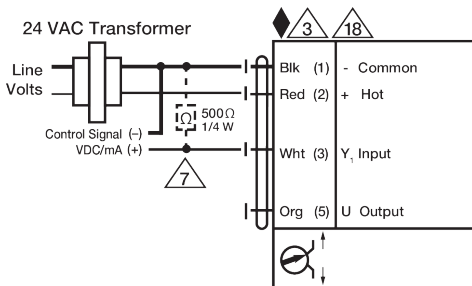 24 VAC Transformer
3
18
Line
Volts
Blk (1) - Common
Red (2) + Hot
Ω 500Ω
1/4 W
Control Signal (–)
VDC/mA (+)
Wht (3) Y₁ Input
7
Org (5) U Output